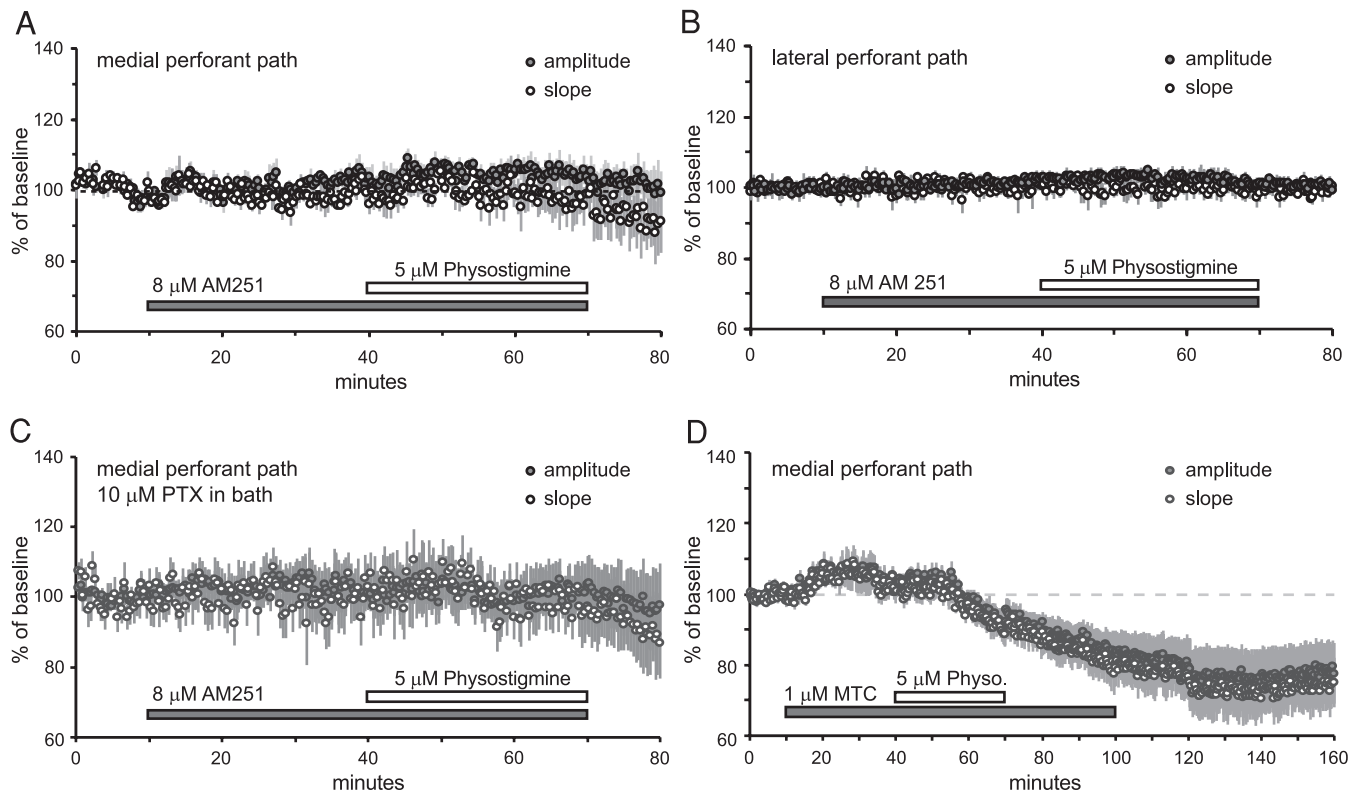 A
140
medial perforant path
amplitude
slope
120
100
80
60
% of baseline
8 μM AM251
5 μM Physostigmine
0
20
40
60
80
minutes
B
140
lateral perforant path
amplitude
slope
120
100
80
60
% of baseline
8 μM AM 251
5 μM Physostigmine
0
20
40
60
80
minutes
C
140
medial perforant path
10 μM PTX in bath
amplitude
slope
120
100
80
60
% of baseline
8 μM AM251
5 μM Physostigmine
0
20
40
60
80
minutes
D
140
medial perforant path
amplitude
slope
120
100
80
60
% of baseline
1 μM MTC
5 μM Physo.
0
20
40
60
80
100
120
140
160
minutes